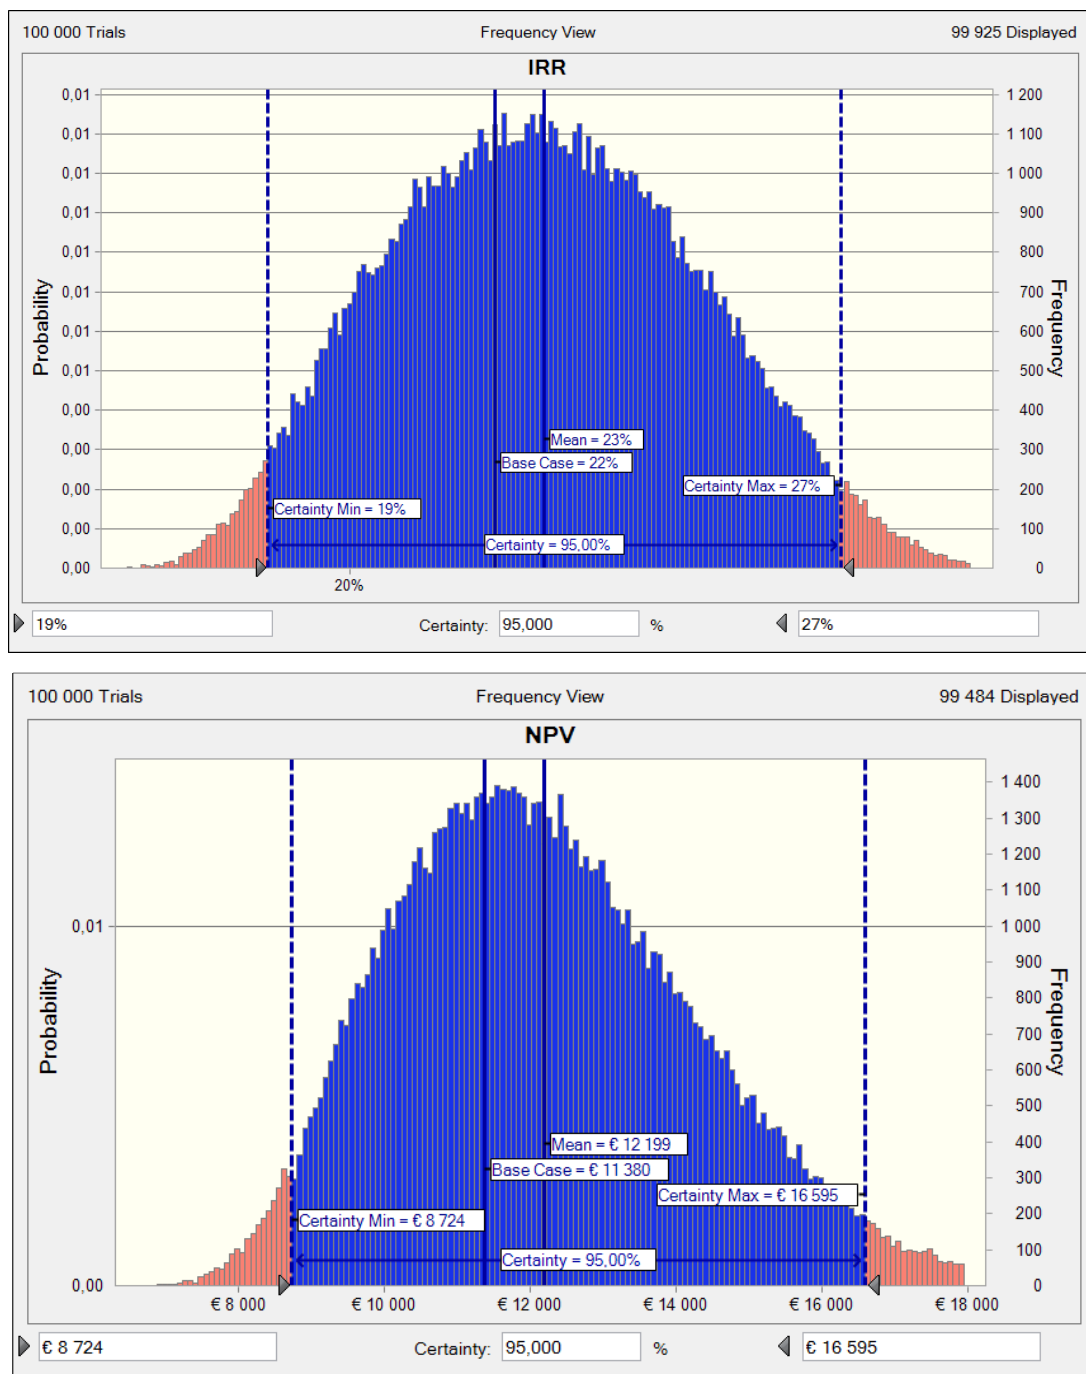 100 000 Trials Frequency View 99 925 Displayed
IRR
0,01 1 200
0,01 1 100
0,01 1 000
0,01 900
0,01 800
0,01 700
0,01 600
0,01 500
0,00 400
0,00 300
0,00 200
0,00 100
0,00 0
Probability
Frequency
Mean = 23%
Base Case = 22%
Certainty Max = 27%
Certainty Min = 19%
Certainty = 95,00%
20%
19% Certainty: 95,000 % 27%
100 000 Trials Frequency View 99 484 Displayed
NPV
1 400
1 300
1 200
1 100
0,01 1 000
900
800
700
600
500
400
300
200
100
0,00 0
Probability
Frequency
Mean = € 12 199
Base Case = € 11 380
Certainty Max = € 16 595
Certainty Min = € 8 724
Certainty = 95,00%
€ 8 000 € 10 000 € 12 000 € 14 000 € 16 000 € 18 000
€ 8 724 Certainty: 95,000 % € 16 595